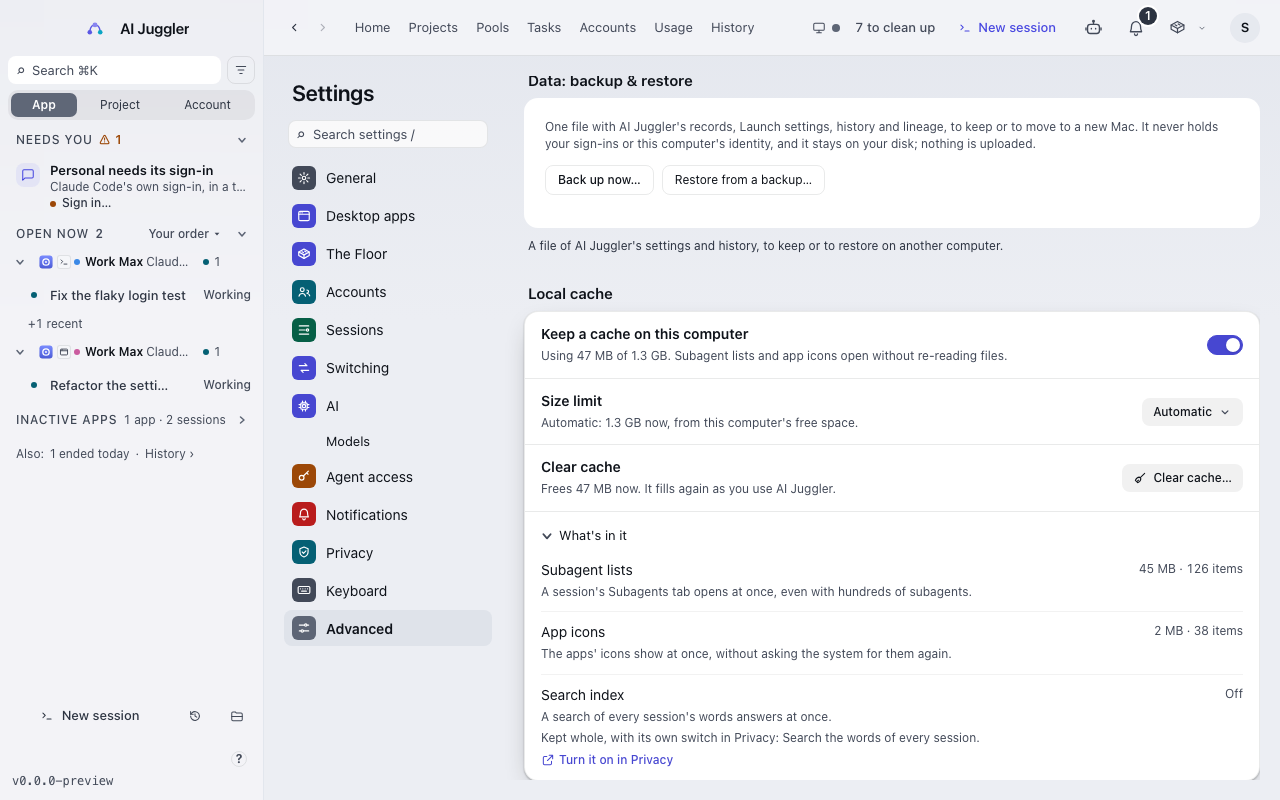 AI Juggler
Search ⌘K
App
Project
Account
NEEDS YOU 1
Personal needs its sign-in
Claude Code's own sign-in, in a t…
Sign in…
OPEN NOW 2
Your order
Work Max Claud… 1
Fix the flaky login test Working
+1 recent
Work Max Claud… 1
Refactor the setti… Working
INACTIVE APPS 1 app · 2 sessions
Also: 1 ended today · History ›
New session
?
v0.0.0-preview
Home
Projects
Pools
Tasks
Accounts
Usage
History
7 to clean up
New session
1
S
Settings
Search settings /
General
Desktop apps
The Floor
Accounts
Sessions
Switching
AI
Models
Agent access
Notifications
Privacy
Keyboard
Advanced
Data: backup & restore
One file with AI Juggler's records, Launch settings, history and lineage, to keep or to move to a new Mac. It never holds
your sign-ins or this computer's identity, and it stays on your disk; nothing is uploaded.
Back up now…
Restore from a backup…
A file of AI Juggler's settings and history, to keep or to restore on another computer.
Local cache
Keep a cache on this computer
Using 47 MB of 1.3 GB. Subagent lists and app icons open without re-reading files.
Size limit
Automatic: 1.3 GB now, from this computer's free space.
Automatic
Clear cache
Frees 47 MB now. It fills again as you use AI Juggler.
Clear cache…
What's in it
Subagent lists
45 MB · 126 items
A session's Subagents tab opens at once, even with hundreds of subagents.
App icons
2 MB · 38 items
The apps' icons show at once, without asking the system for them again.
Search index
Off
A search of every session's words answers at once.
Kept whole, with its own switch in Privacy: Search the words of every session.
Turn it on in Privacy